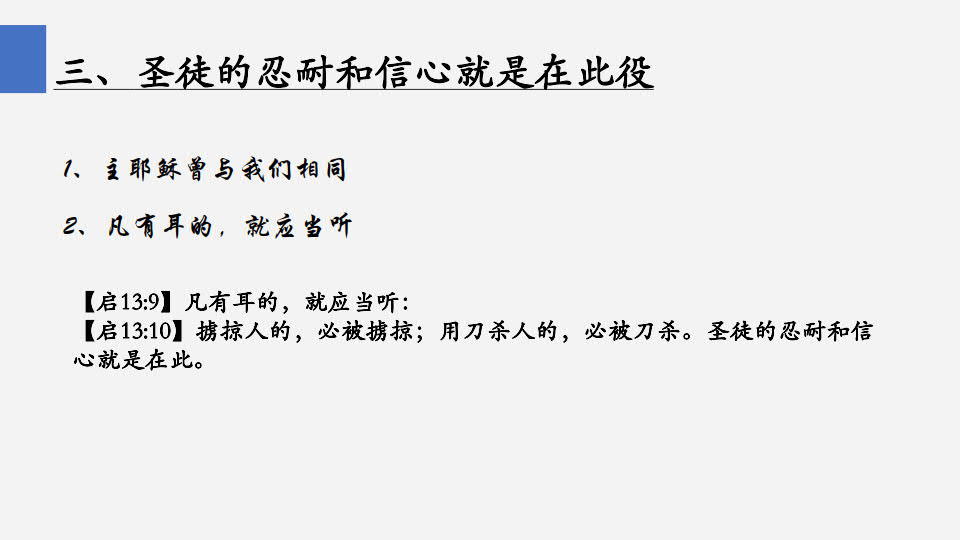 三、圣徒的忍耐和信心就是在此役
1、主耶稣曾与我们相同
2、凡有耳的，就应当听
【启13:9】凡有耳的，就应当听：
【启13:10】掳掠人的，必被掳掠；用刀杀人的，必被刀杀。圣徒的忍耐和信
心就是在此。